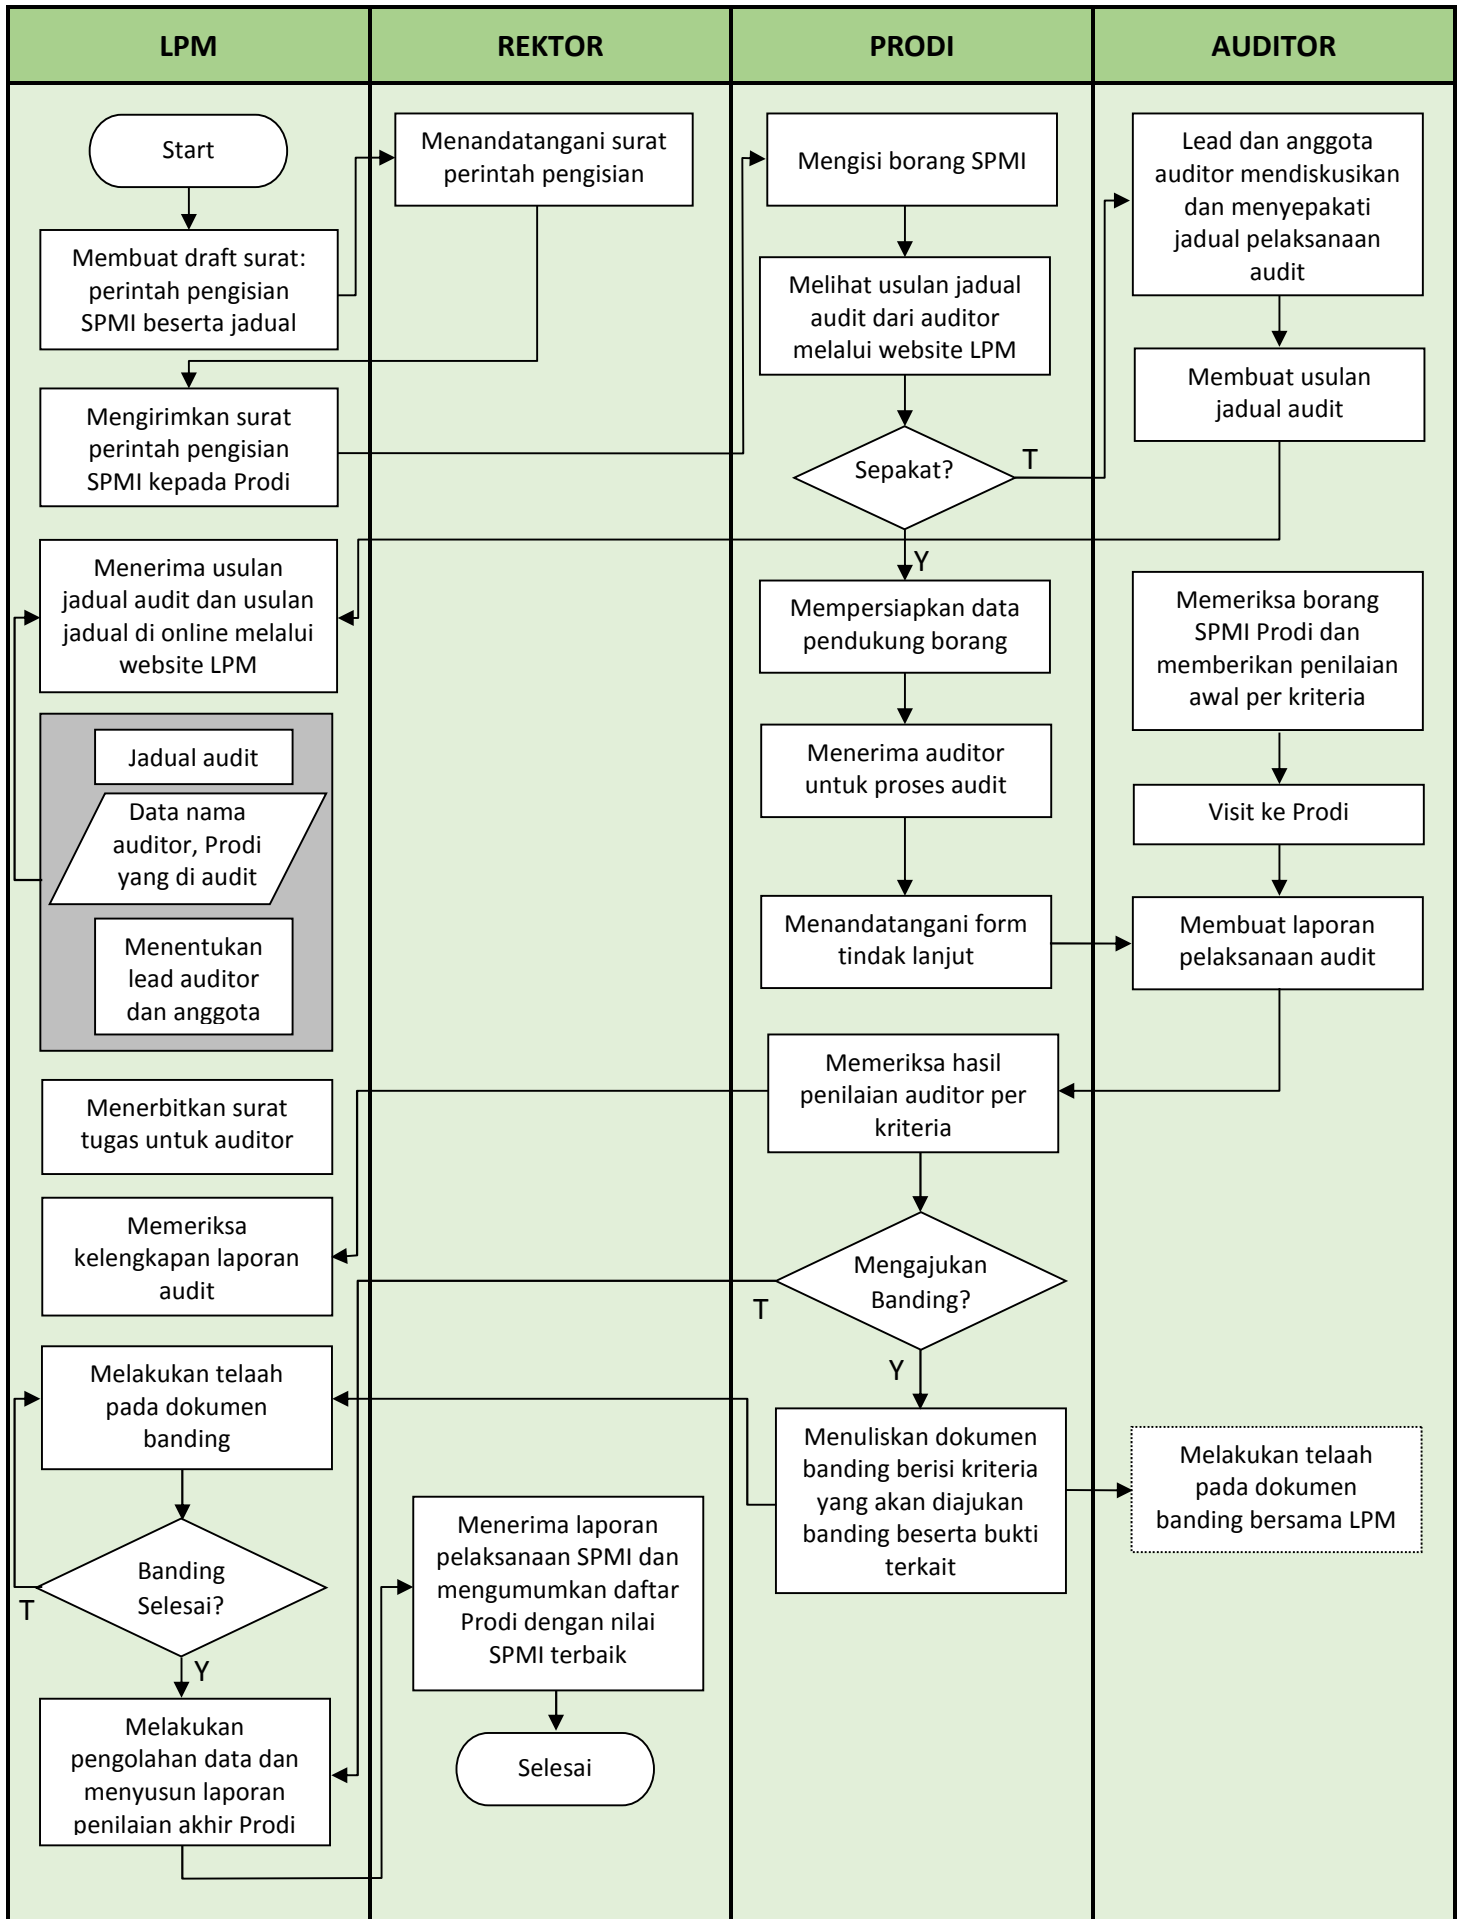 LPM
REKTOR
PRODI
AUDITOR
Start
Membuat draft surat:
perintah pengisian
SPMI beserta jadual
Mengirimkan surat
perintah pengisian
SPMI kepada Prodi
Menerima usulan
jadual audit dan usulan
jadual di online melalui
website LPM
Jadual audit
Data nama
auditor, Prodi
yang di audit
Menentukan
lead auditor
dan anggota
Menerbitkan surat
tugas untuk auditor
Memeriksa
kelengkapan laporan
audit
Melakukan telaah
pada dokumen
banding
Banding
Selesai?
T
Y
Melakukan
pengolahan data dan
menyusun laporan
penilaian akhir Prodi
Menandatangani surat
perintah pengisian
Menerima laporan
pelaksanaan SPMI dan
mengumumkan daftar
Prodi dengan nilai
SPMI terbaik
Selesai
Mengisi borang SPMI
Melihat usulan jadual
audit dari auditor
melalui website LPM
Sepakat?
T
Y
Mempersiapkan data
pendukung borang
Menerima auditor
untuk proses audit
Menandatangani form
tindak lanjut
Memeriksa hasil
penilaian auditor per
kriteria
Mengajukan
Banding?
T
Y
Menuliskan dokumen
banding berisi kriteria
yang akan diajukan
banding beserta bukti
terkait
Lead dan anggota
auditor mendiskusikan
dan menyepakati
jadual pelaksanaan
audit
Membuat usulan
jadual audit
Memeriksa borang
SPMI Prodi dan
memberikan penilaian
awal per kriteria
Visit ke Prodi
Membuat laporan
pelaksanaan audit
Melakukan telaah
pada dokumen
banding bersama LPM